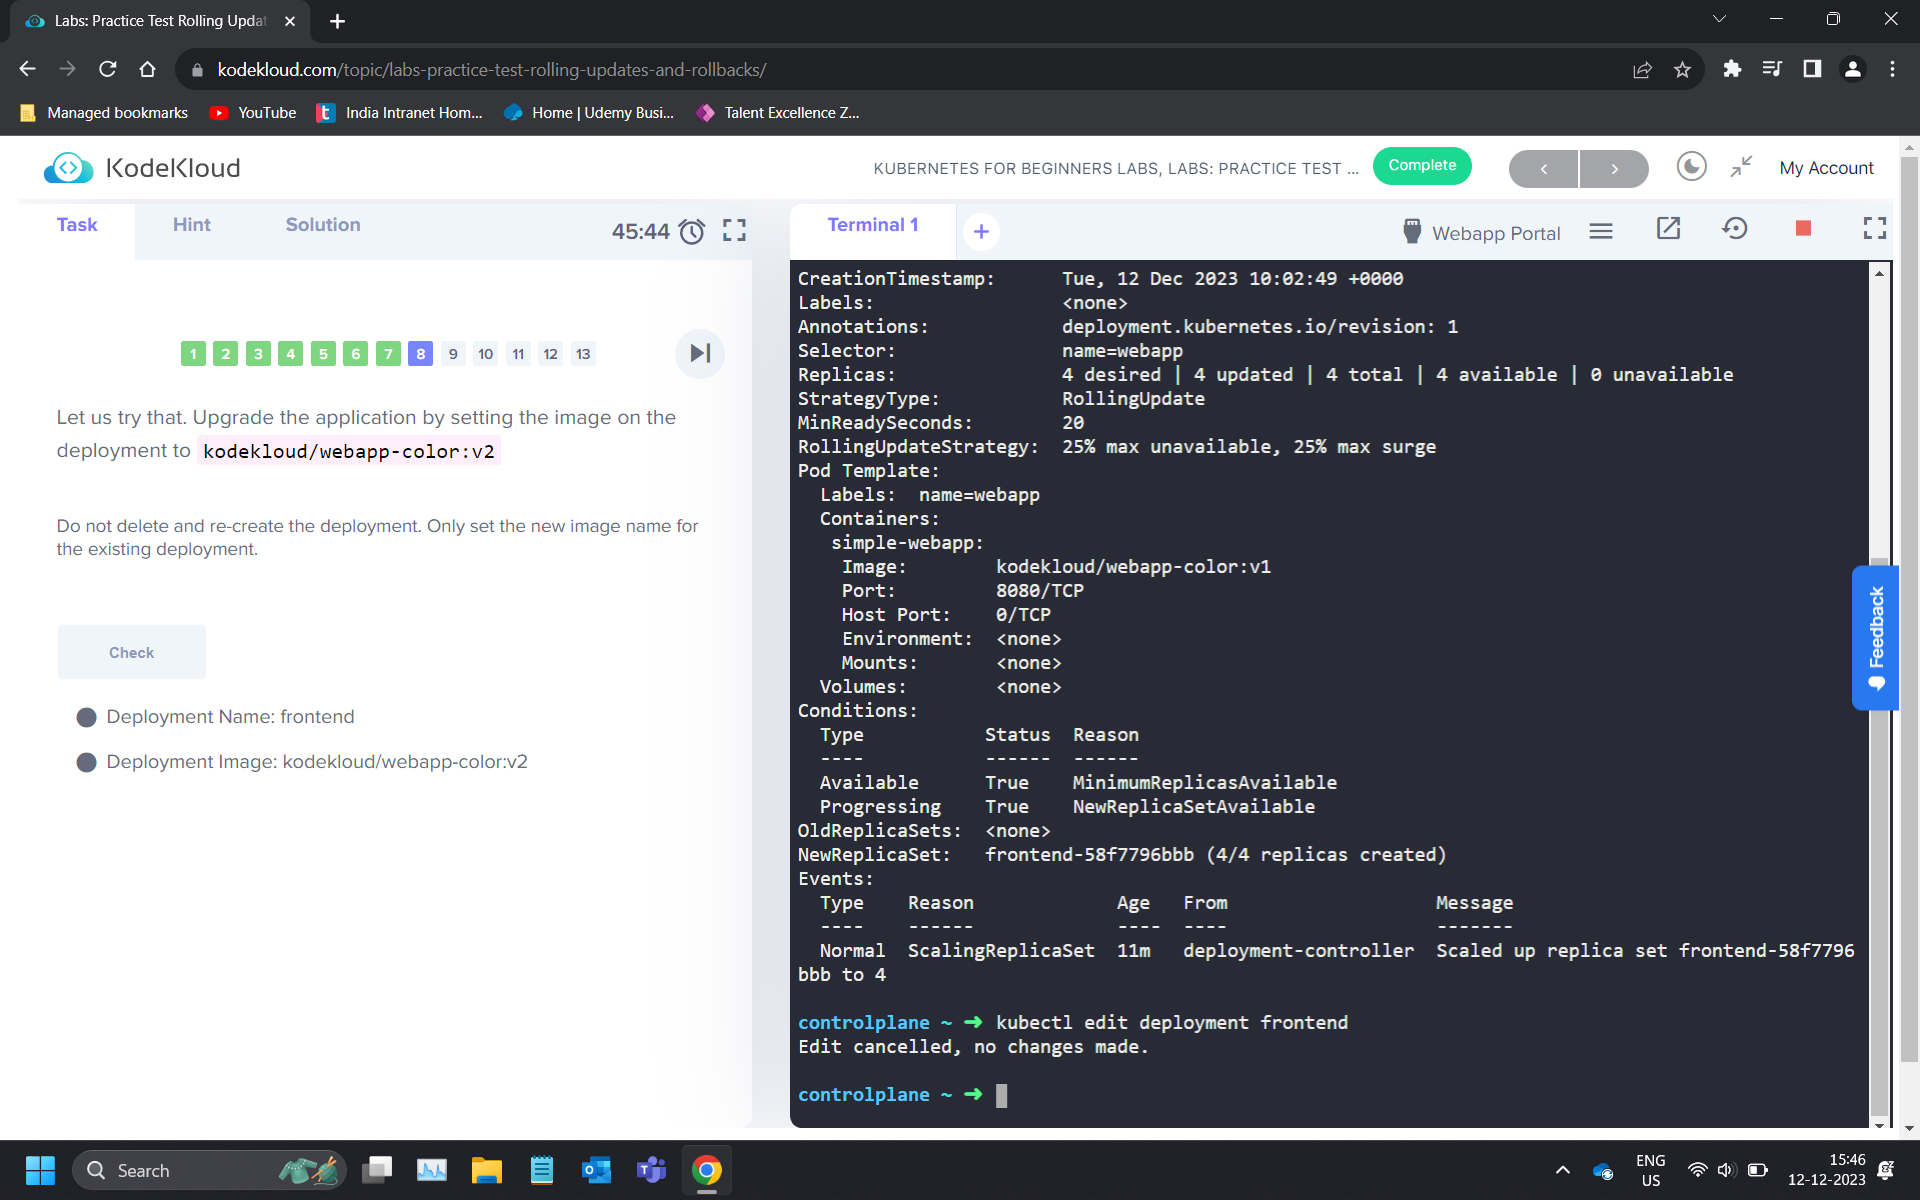 Labs: Practice Test Rolling Updat
kodekloud.com/topic/labs-practice-test-rolling-updates-and-rollbacks/
Managed bookmarks
YouTube
India Intranet Hom...
Home | Udemy Busi...
Talent Excellence Z...
KodeKloud
KUBERNETES FOR BEGINNERS LABS, LABS: PRACTICE TEST ...
Complete
My Account
Task
Hint
Solution
45:44
1 2 3 4 5 6 7 8 9 10 11 12 13
Let us try that. Upgrade the application by setting the image on the
deployment to kodekloud/webapp-color:v2
Do not delete and re-create the deployment. Only set the new image name for
the existing deployment.
Check
Deployment Name: frontend
Deployment Image: kodekloud/webapp-color:v2
Terminal 1
+
Webapp Portal
CreationTimestamp:      Tue, 12 Dec 2023 10:02:49 +0000
Labels:                 <none>
Annotations:            deployment.kubernetes.io/revision: 1
Selector:               name=webapp
Replicas:               4 desired | 4 updated | 4 total | 4 available | 0 unavailable
StrategyType:           RollingUpdate
MinReadySeconds:        20
RollingUpdateStrategy:  25% max unavailable, 25% max surge
Pod Template:
  Labels:  name=webapp
  Containers:
   simple-webapp:
    Image:        kodekloud/webapp-color:v1
    Port:         8080/TCP
    Host Port:    0/TCP
    Environment:  <none>
    Mounts:       <none>
  Volumes:        <none>
Conditions:
  Type           Status  Reason
  ----           ------  ------
  Available      True    MinimumReplicasAvailable
  Progressing    True    NewReplicaSetAvailable
OldReplicaSets:  <none>
NewReplicaSet:   frontend-58f7796bbb (4/4 replicas created)
Events:
  Type    Reason             Age   From                   Message
  ----    ------             ----  ----                   -------
  Normal  ScalingReplicaSet  11m   deployment-controller  Scaled up replica set frontend-58f7796
bbb to 4
controlplane ~ ➜ kubectl edit deployment frontend
Edit cancelled, no changes made.
controlplane ~ ➜
Feedback
Search
ENG
US
15:46
12-12-2023